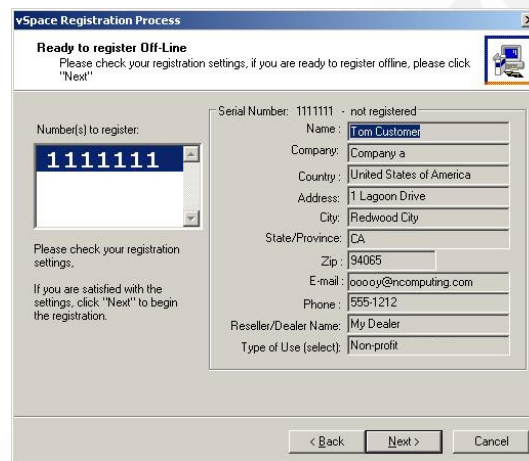 vSpace Registration Process
Ready to register Off-Line
Please check your registration settings, if you are ready to register offline, please click
"Next"
Number(s) to register:
1111111
Please check your registration
settings,
If you are satisfied with the
settings, click "Next" to begin
the registration.
Serial Number: 1111111 - not registered
Name : Tom Customer
Company: Company a
Country : United States of America
Address: 1 Lagoon Drive
City: Redwood City
State/Province: CA
Zip : 94065
E-mail : ooooy@ncomputing.com
Phone : 555-1212
Reseller/Dealer Name: My Dealer
Type of Use (select): Non-profit
< Back
Next >
Cancel